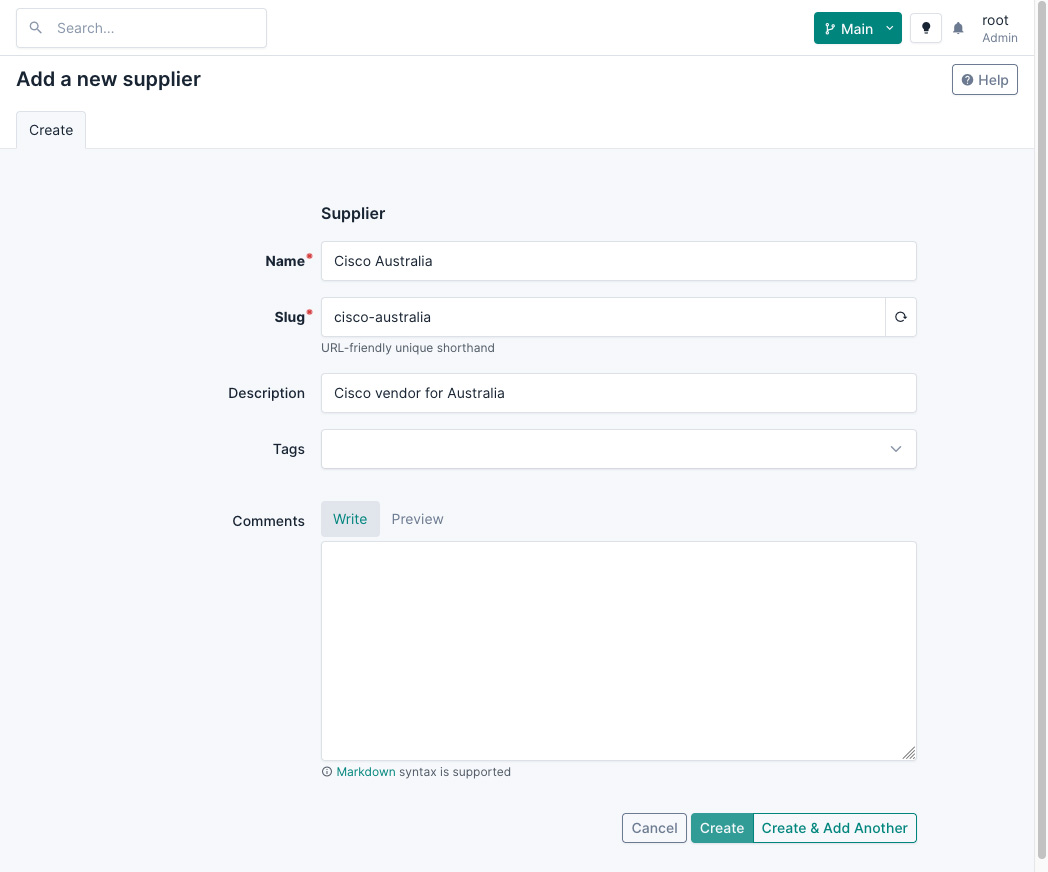 Search...
Main
root
Admin
Add a new supplier
Help
Create
Supplier
Name
Cisco Australia
Slug
cisco-australia
URL-friendly unique shorthand
Description
Cisco vendor for Australia
Tags
Comments
Write
Preview
Markdown syntax is supported
Cancel
Create
Create & Add Another